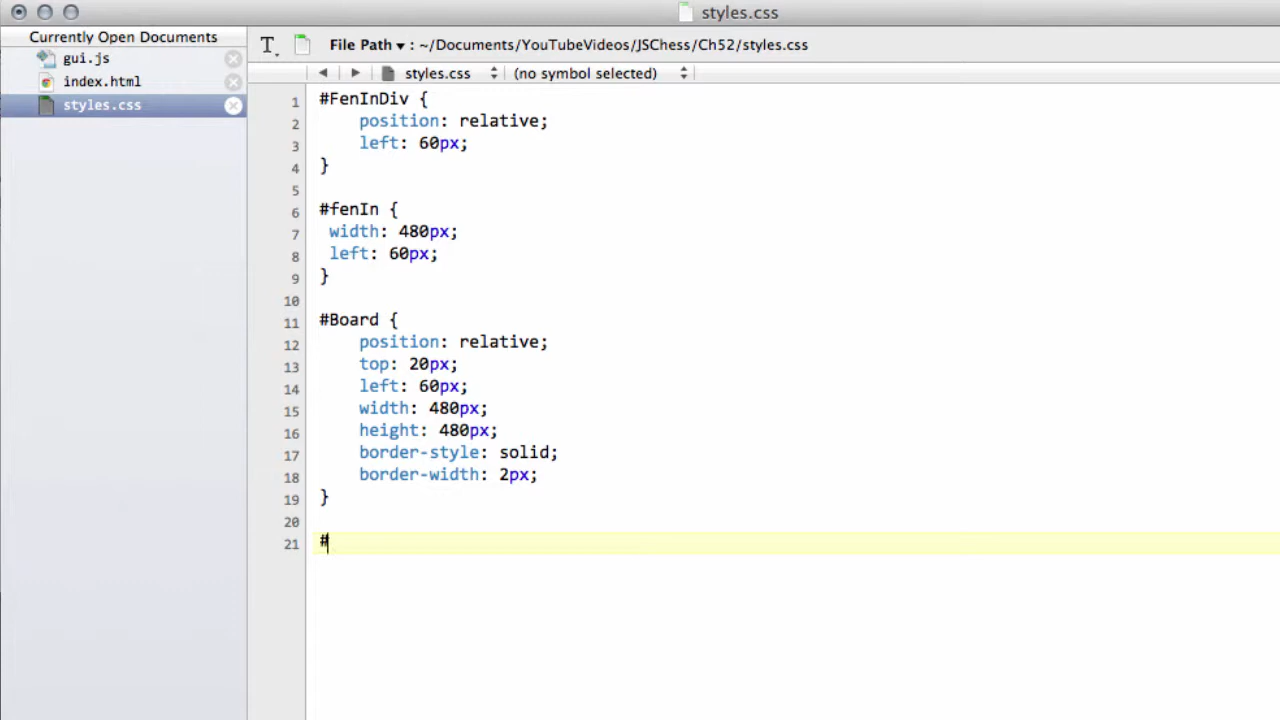 styles.css
Currently Open Documents
gui.js
index.html
styles.css
T. File Path ▾ : ~/Documents/YouTubeVideos/JSChess/Ch52/styles.css
styles.css (no symbol selected)
1 #FenInDiv {
2 position: relative;
3 left: 60px;
4 }
5
6 #fenIn {
7 width: 480px;
8 left: 60px;
9 }
10
11 #Board {
12 position: relative;
13 top: 20px;
14 left: 60px;
15 width: 480px;
16 height: 480px;
17 border-style: solid;
18 border-width: 2px;
19 }
20
21 #